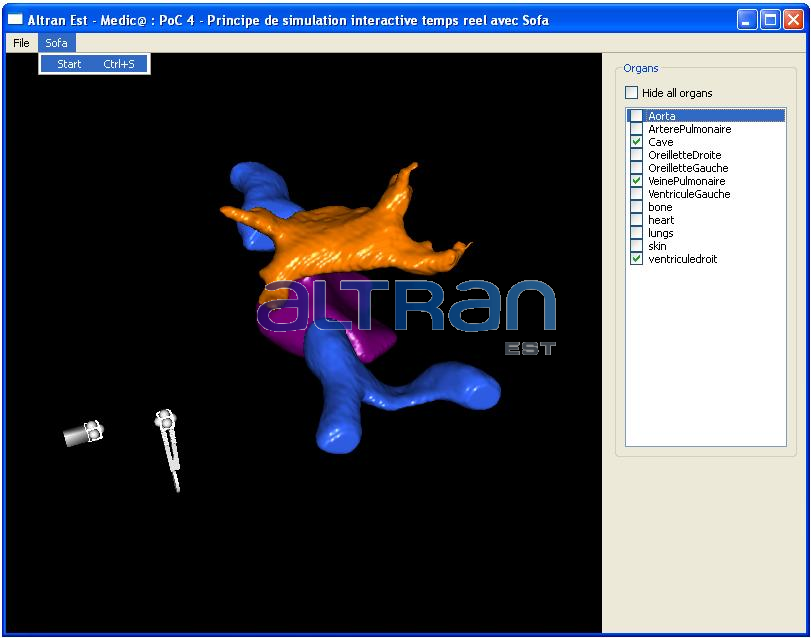 Altran Est - Medic@ : PoC 4 - Principe de simulation interactive temps reel avec Sofa
File Sofa
Start Ctrl+S
Organs
Hide all organs
Aorta
ArterePulmonaire
Cave
OreilletteDroite
OreilletteGauche
VeinePulmonaire
VentriculeGauche
bone
heart
lungs
skin
ventriculedroit
aLTRan
EST